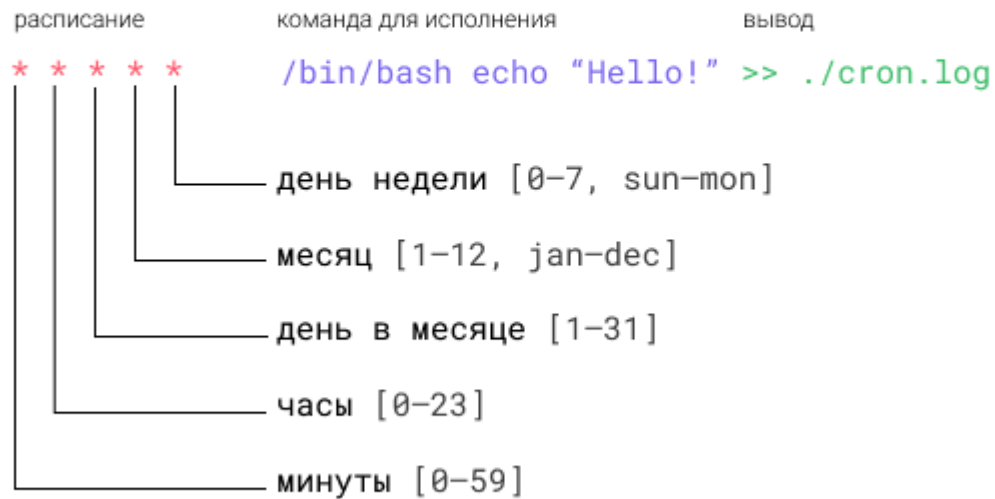 расписание команда для исполнения вывод
* * * * * /bin/bash echo “Hello!” >> ./cron.log
день недели [0–7, sun–mon]
месяц [1–12, jan–dec]
день в месяце [1–31]
часы [0–23]
минуты [0–59]